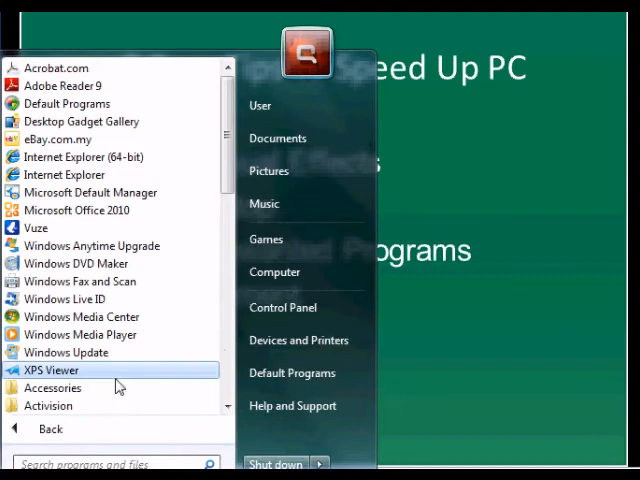 Speed Up PC
Acrobat.com
Adobe Reader 9
Default Programs
Desktop Gadget Gallery
eBay.com.my
Internet Explorer (64-bit)
Internet Explorer
Microsoft Default Manager
Microsoft Office 2010
Vuze
Windows Anytime Upgrade
Windows DVD Maker
Windows Fax and Scan
Windows Live ID
Windows Media Center
Windows Media Player
Windows Update
XPS Viewer
Accessories
Activision
Back
Search programs and files
User
Documents
Pictures
Music
Games
Computer
Control Panel
Devices and Printers
Default Programs
Help and Support
Shut down
Programs